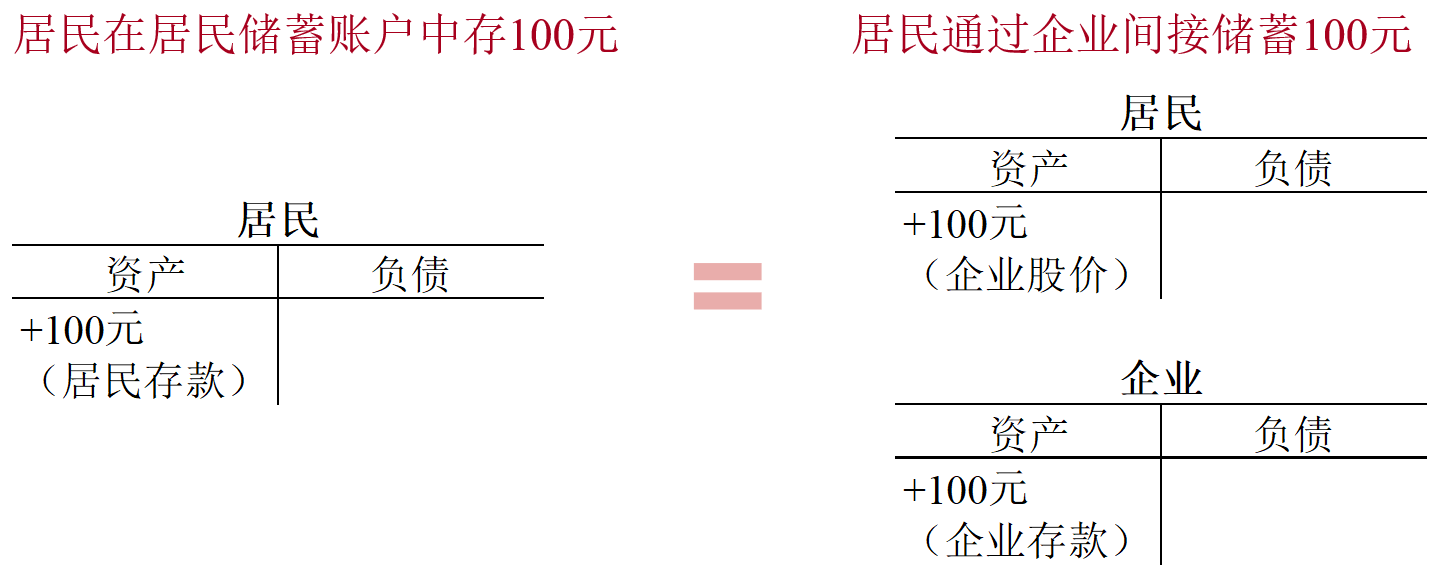 居民在居民储蓄账户中存100元
居民
资产 负债
+100元
（居民存款）
=
居民通过企业间接储蓄100元
居民
资产 负债
+100元
（企业股价）
企业
资产 负债
+100元
（企业存款）